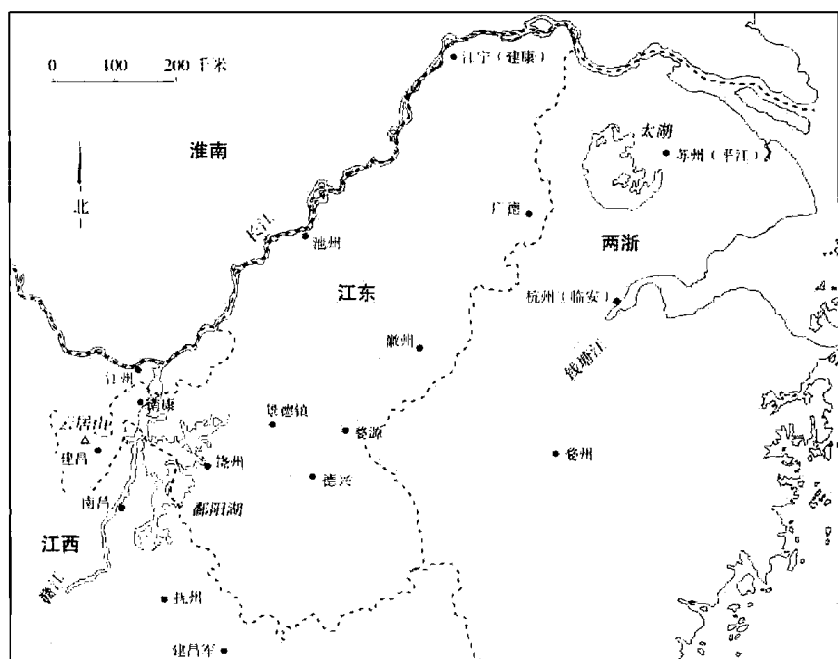 江宁（建康）
0 100 200 千米
太湖
淮南
苏州（平江）
北
广德
长江
池州
两浙
江东
杭州（临安）
徽州
钱塘江
江州
南康
景德镇
云居山
婺源
建昌
饶州
婺州
德兴
南昌
鄱阳湖
江西
赣江
抚州
建昌军